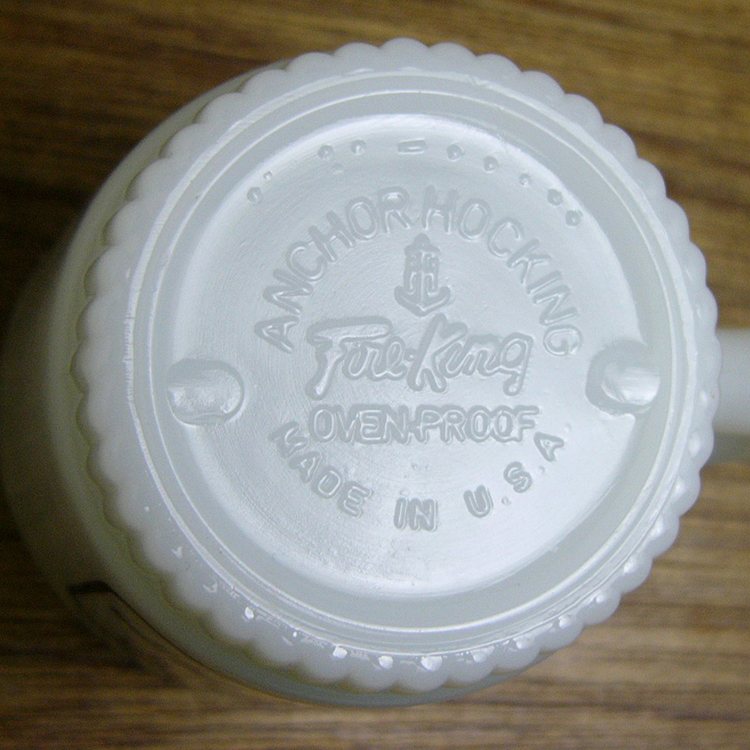 ANCHOR HOCKING
Fire-King
OVEN-PROOF
MADE IN U.S.A.